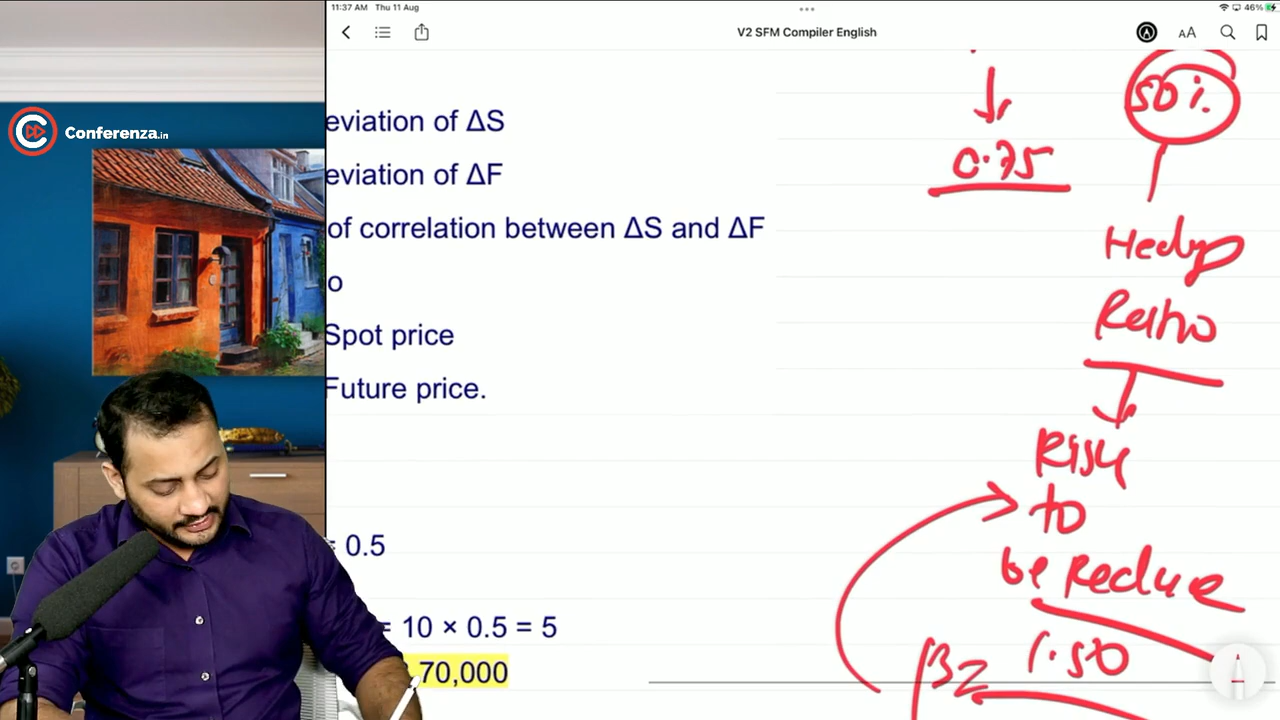 11:37 AM Thu 11 Aug
46%
V2 SFM Compiler English
AA
Conferenza.in
eviation of ΔS
eviation of ΔF
of correlation between ΔS and ΔF
o
Spot price
Future price.
= 0.5
= 10 × 0.5 = 5
70,000
0.75
50%
Hedge
Ratio
Risk
to
be Reduce
1.50